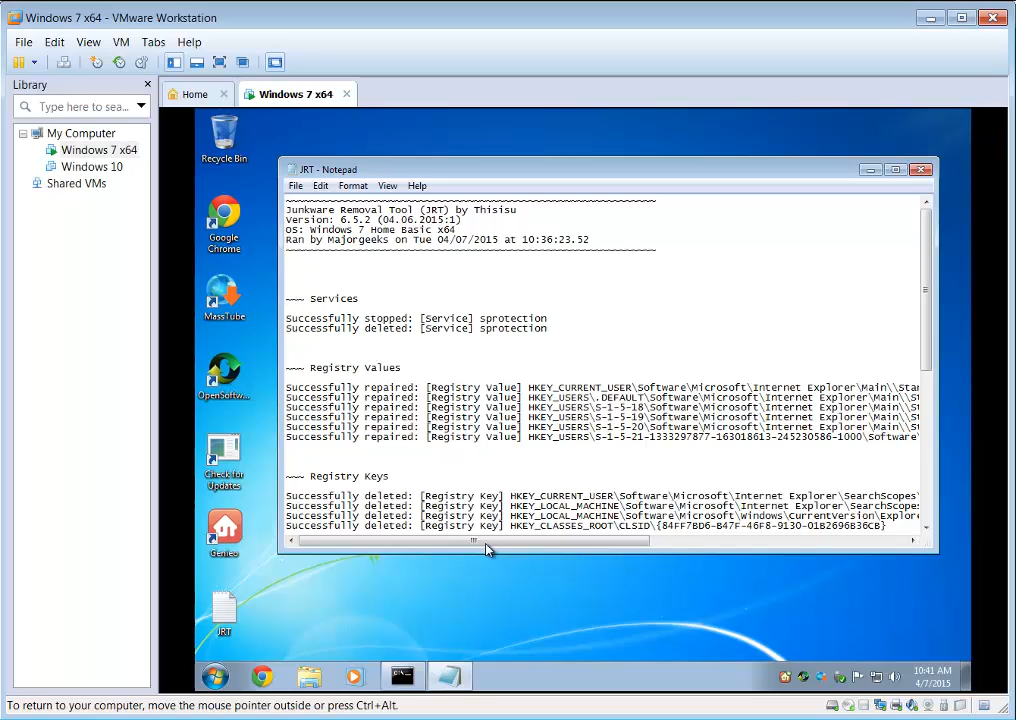 Windows 7 x64 - VMware Workstation
File Edit View VM Tabs Help
Library
Type here to sea...
My Computer
Windows 7 x64
Windows 10
Shared VMs
Home
Windows 7 x64
Recycle Bin
Google
Chrome
MassTube
OpenSoftw...
Check for
Updates
Genieo
JRT
JRT - Notepad
File Edit Format View Help
~~~~~~~~~~~~~~~~~~~~~~~~~~~~~~~~~~~~~~~~~~~~~~~~~~~~~~~~~~~~~
Junkware Removal Tool (JRT) by Thisisu
Version: 6.5.2 (04.06.2015:1)
OS: Windows 7 Home Basic x64
Ran by Majorgeeks on Tue 04/07/2015 at 10:36:23.52
~~~~~~~~~~~~~~~~~~~~~~~~~~~~~~~~~~~~~~~~~~~~~~~~~~~~~~~~~~~~~
~~~ Services
Successfully stopped: [Service] sprotection
Successfully deleted: [Service] sprotection
~~~ Registry Values
Successfully repaired: [Registry Value] HKEY_CURRENT_USER\Software\Microsoft\Internet Explorer\Main\\Star
Successfully repaired: [Registry Value] HKEY_USERS\.DEFAULT\Software\Microsoft\Internet Explorer\Main\\St
Successfully repaired: [Registry Value] HKEY_USERS\S-1-5-18\Software\Microsoft\Internet Explorer\Main\\St
Successfully repaired: [Registry Value] HKEY_USERS\S-1-5-19\Software\Microsoft\Internet Explorer\Main\\St
Successfully repaired: [Registry Value] HKEY_USERS\S-1-5-20\Software\Microsoft\Internet Explorer\Main\\St
Successfully repaired: [Registry Value] HKEY_USERS\S-1-5-21-1333297877-163018613-245230586-1000\Software\
~~~ Registry Keys
Successfully deleted: [Registry Key] HKEY_CURRENT_USER\Software\Microsoft\Internet Explorer\SearchScopes\
Successfully deleted: [Registry Key] HKEY_LOCAL_MACHINE\Software\Microsoft\Internet Explorer\SearchScopes
Successfully deleted: [Registry Key] HKEY_LOCAL_MACHINE\Software\Microsoft\Windows\CurrentVersion\Explore
Successfully deleted: [Registry Key] HKEY_CLASSES_ROOT\CLSID\{84FF7BD6-B47F-46F8-9130-01B2696B36CB}
10:41 AM
4/7/2015
To return to your computer, move the mouse pointer outside or press Ctrl+Alt.